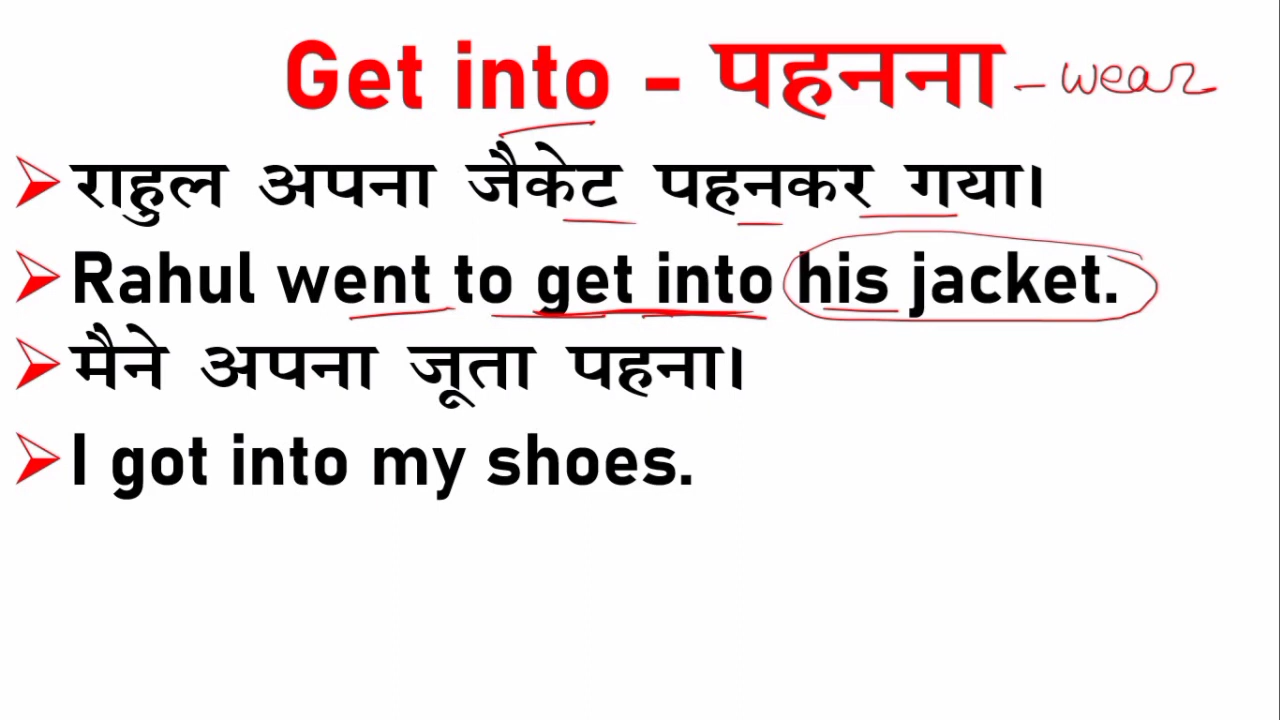 Get into - पहनना - wear
राहुल अपना जैकेट पहनकर गया।
Rahul went to get into his jacket.
मैने अपना जूता पहना।
I got into my shoes.